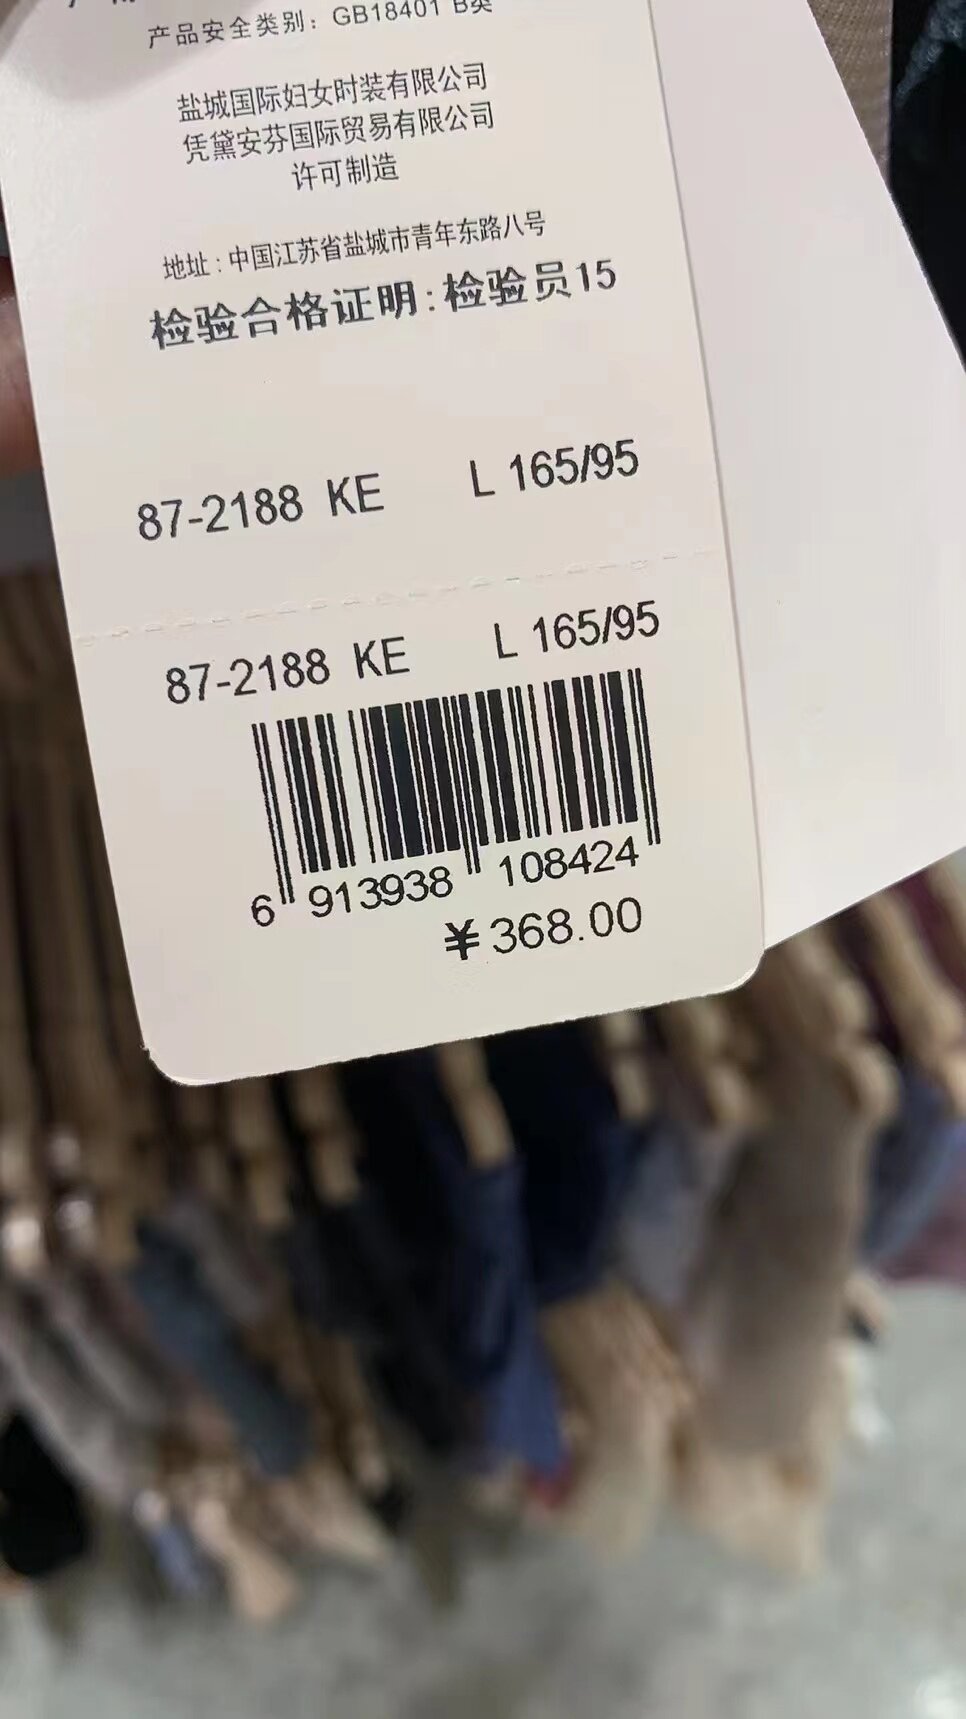 产品安全类别: GB18401 B类
盐城国际妇女时装有限公司
凭黛安芬国际贸易有限公司
许可制造
地址: 中国江苏省盐城市青年东路八号
检验合格证明: 检验员15
87-2188 KE L 165/95
87-2188 KE L 165/95
6 913938 108424
¥368.00